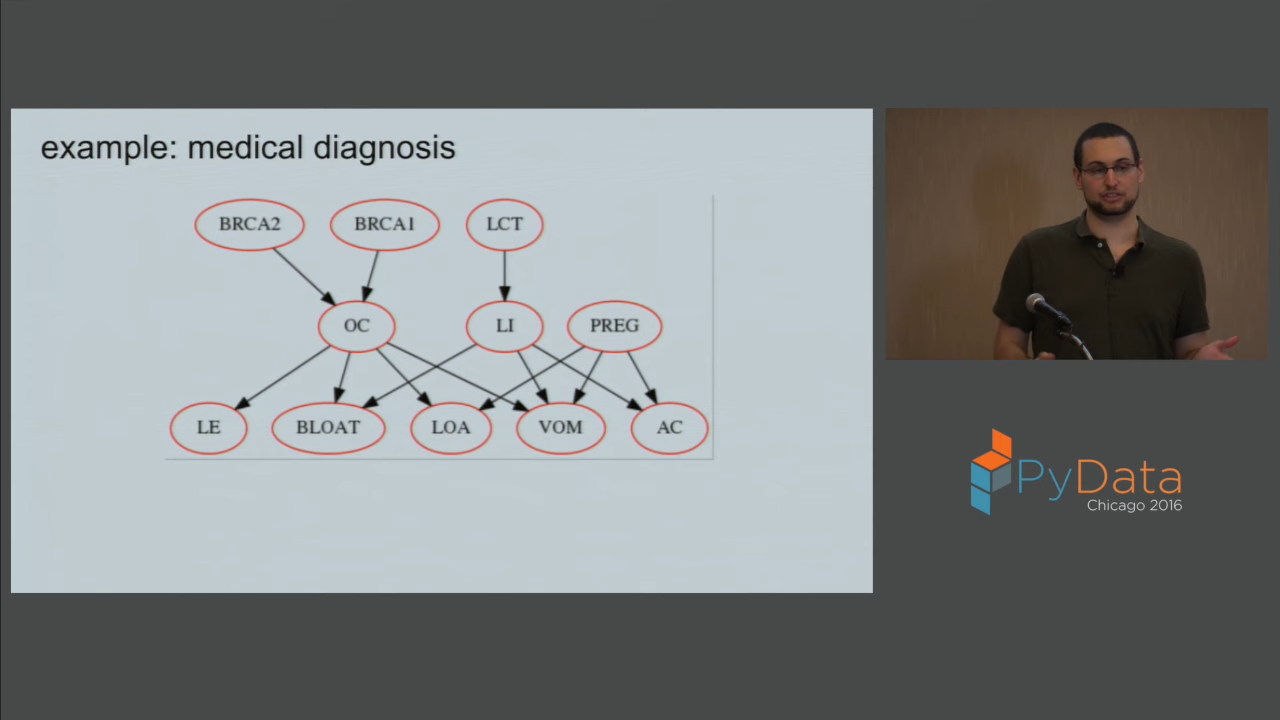 example: medical diagnosis
BRCA2 BRCA1 LCT
OC LI PREG
LE BLOAT LOA VOM AC
PyData
Chicago 2016